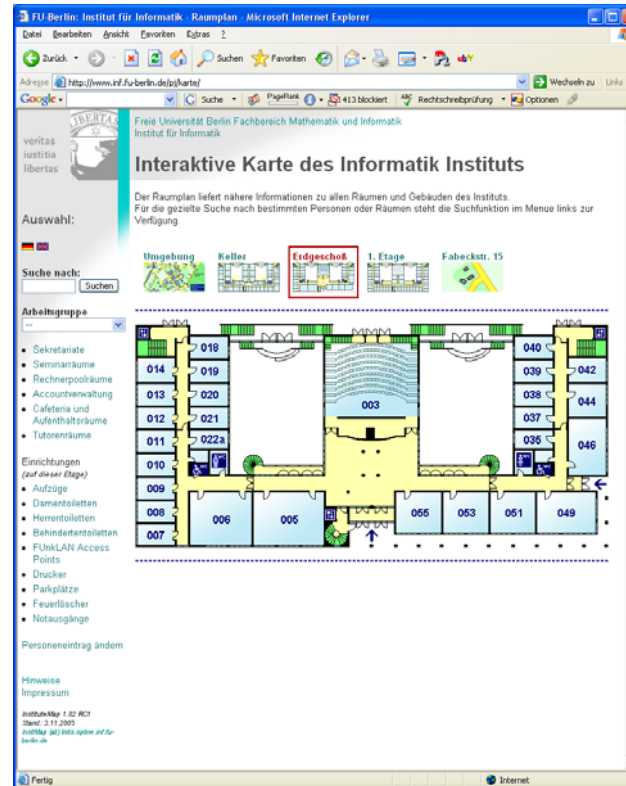 FU-Berlin: Institut für Informatik - Raumplan - Microsoft Internet Explorer
Datei Bearbeiten Ansicht Favoriten Extras ?
Zurück Suchen Favoriten
Adresse http://www.inf.fu-berlin.de/pj/karte/ Wechseln zu Links
Google Suche PageRank 413 blockiert Rechtschreibprüfung Optionen
veritas
iustitia
libertas
Freie Universität Berlin Fachbereich Mathematik und Informatik
Institut für Informatik
Interaktive Karte des Informatik Instituts
Der Raumplan liefert nähere Informationen zu allen Räumen und Gebäuden des Instituts.
Für die gezielte Suche nach bestimmten Personen oder Räumen steht die Suchfunktion im Menue links zur
Verfügung.
Auswahl:
Suche nach:
Suchen
Arbeitsgruppe
---
Sekretariate
Seminarräume
Rechnerpoolräume
Accountverwaltung
Cafeteria und
Aufenthaltsräume
Tutorenräume
Einrichtungen
(auf dieser Etage)
Aufzüge
Damentoiletten
Herrentoiletten
Behindertentoiletten
FUnkLAN Access
Points
Drucker
Parkplätze
Feuerlöscher
Notausgänge
Personeneintrag ändern
Hinweise
Impressum
InstituteMap 1.02 RC1
Stand: 3.11.2005
Umgebung Keller Erdgeschoß 1. Etage Fabeckstr. 15
018 040
014 019 039 042
013 020 038 044
003
012 021 037
011 022a 035 046
010
009
008 006 005 055 053 051 049
007
Fertig Internet